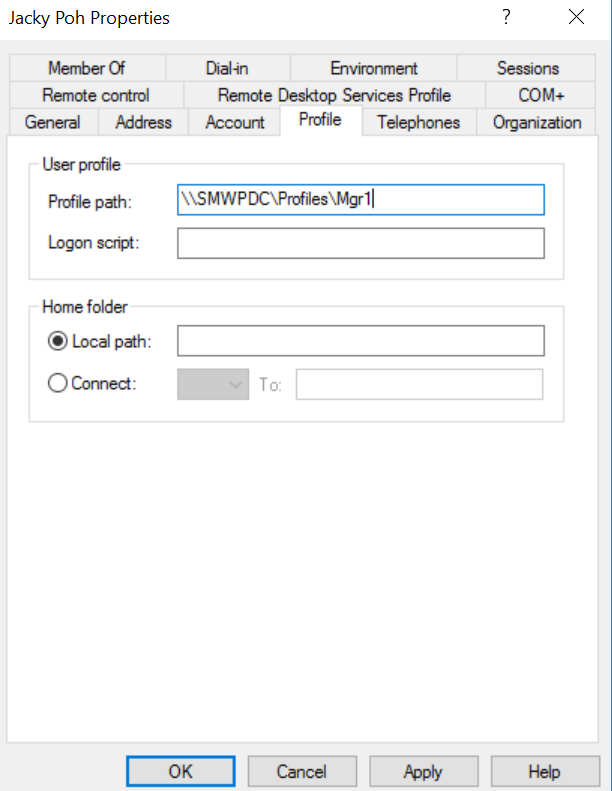 Jacky Poh Properties ?
Member Of Dial-in Environment Sessions
Remote control Remote Desktop Services Profile COM+
General Address Account Profile Telephones Organization
User profile
Profile path: \\SMWPDC\Profiles\Mgr1
Logon script:
Home folder
Local path:
Connect: To:
OK Cancel Apply Help